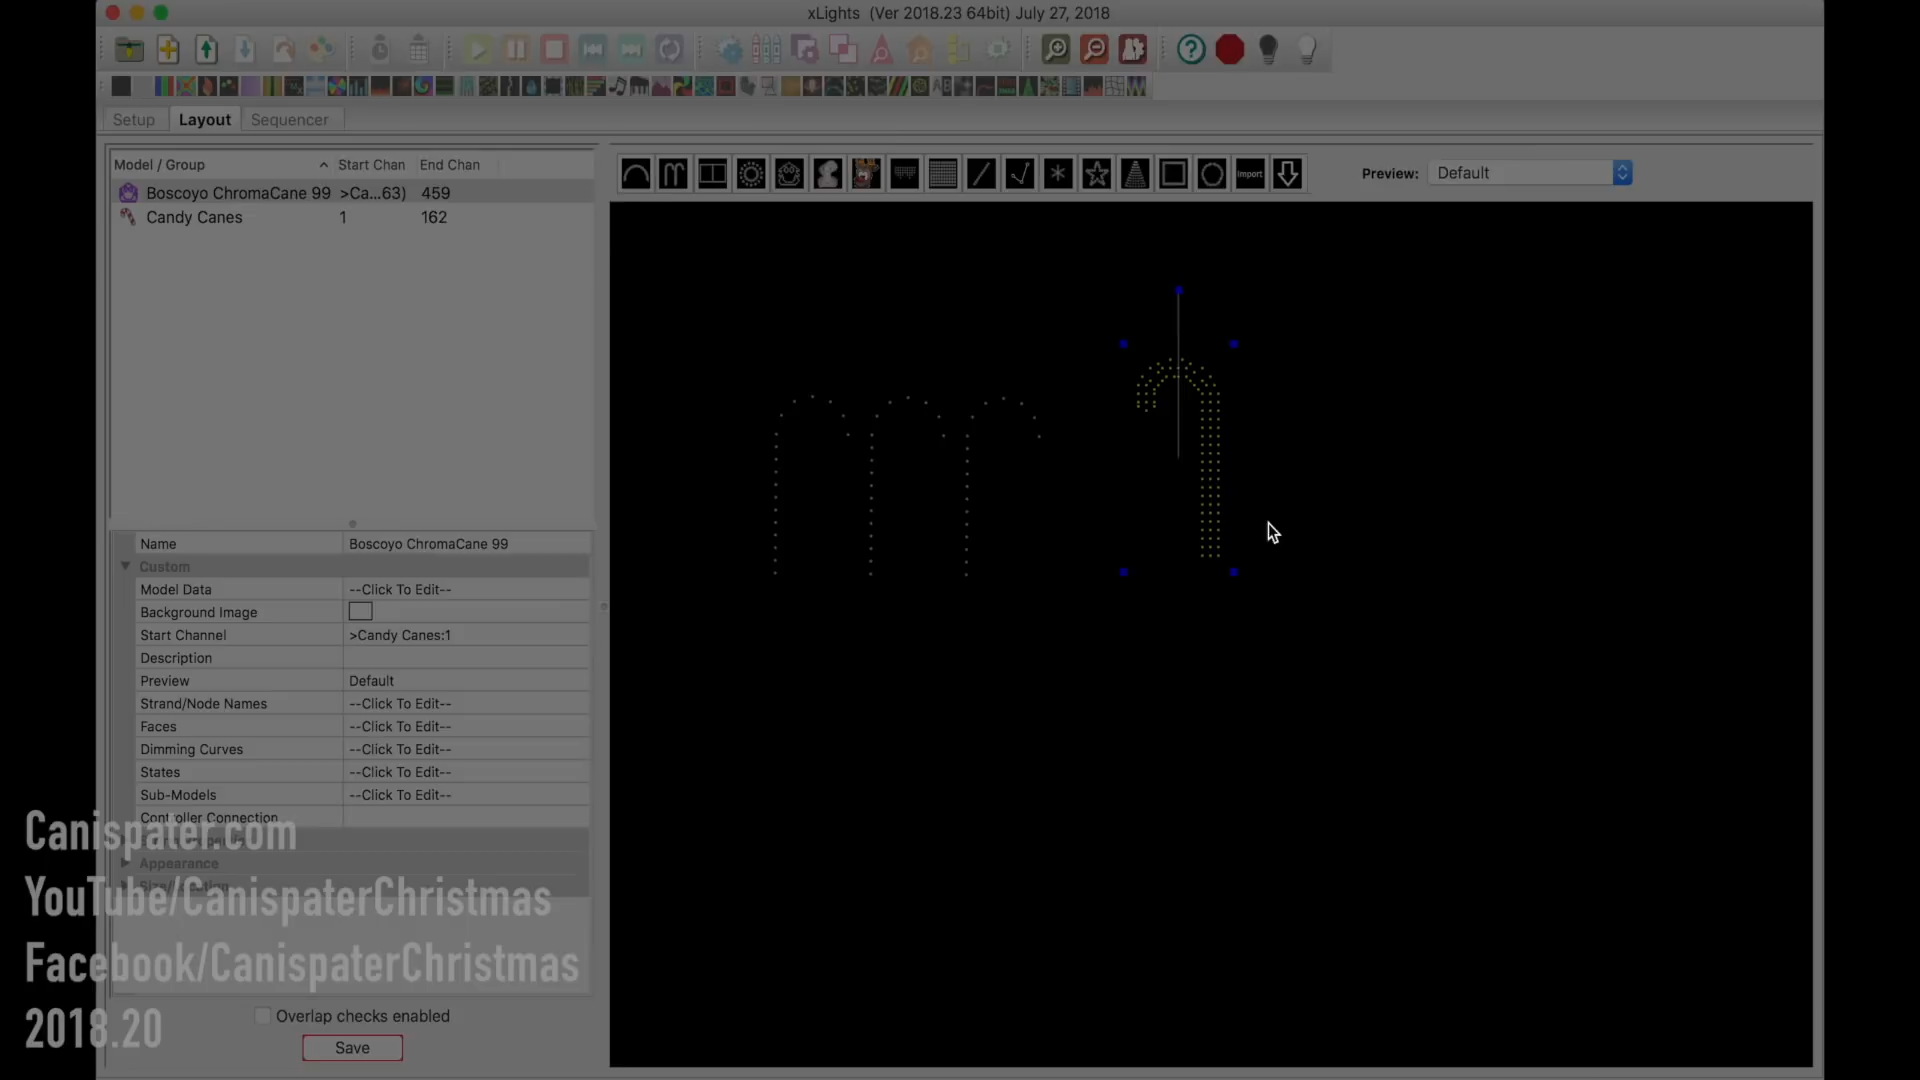 xLights (Ver 2018.23 64bit) July 27, 2018
Setup
Layout
Sequencer
Model / Group Start Chan End Chan
Boscoyo ChromaCane 99 >Ca...63) 459
Candy Canes 1 162
Import
Preview: Default
Name Boscoyo ChromaCane 99
Custom
Model Data --Click To Edit--
Background Image
Start Channel >Candy Canes:1
Description
Preview Default
Strand/Node Names --Click To Edit--
Faces --Click To Edit--
Dimming Curves --Click To Edit--
States --Click To Edit--
Sub-Models --Click To Edit--
Controller Connection
Appearance
Size/Location
Canispater.com
YouTube/CanispaterChristmas
Facebook/CanispaterChristmas
2018.20
Overlap checks enabled
Save